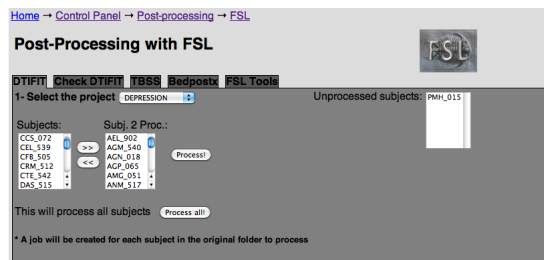 Home → Control Panel → Post-processing → FSL
Post-Processing with FSL
FSL
DTIFIT Check DTIFIT TBSS Bedpostx FSL Tools
1- Select the project DEPRESSION
Unprocessed subjects: PMH_015
Subjects: Subj. 2 Proc.:
CCS_072 AEL_902
CEL_539 >> AGM_540
CFB_505 AGN_018 Process!
CRM_512 << AGP_065
CTE_542 AMG_051
DAS_515 ANM_517
This will process all subjects Process all!
* A job will be created for each subject in the original folder to process